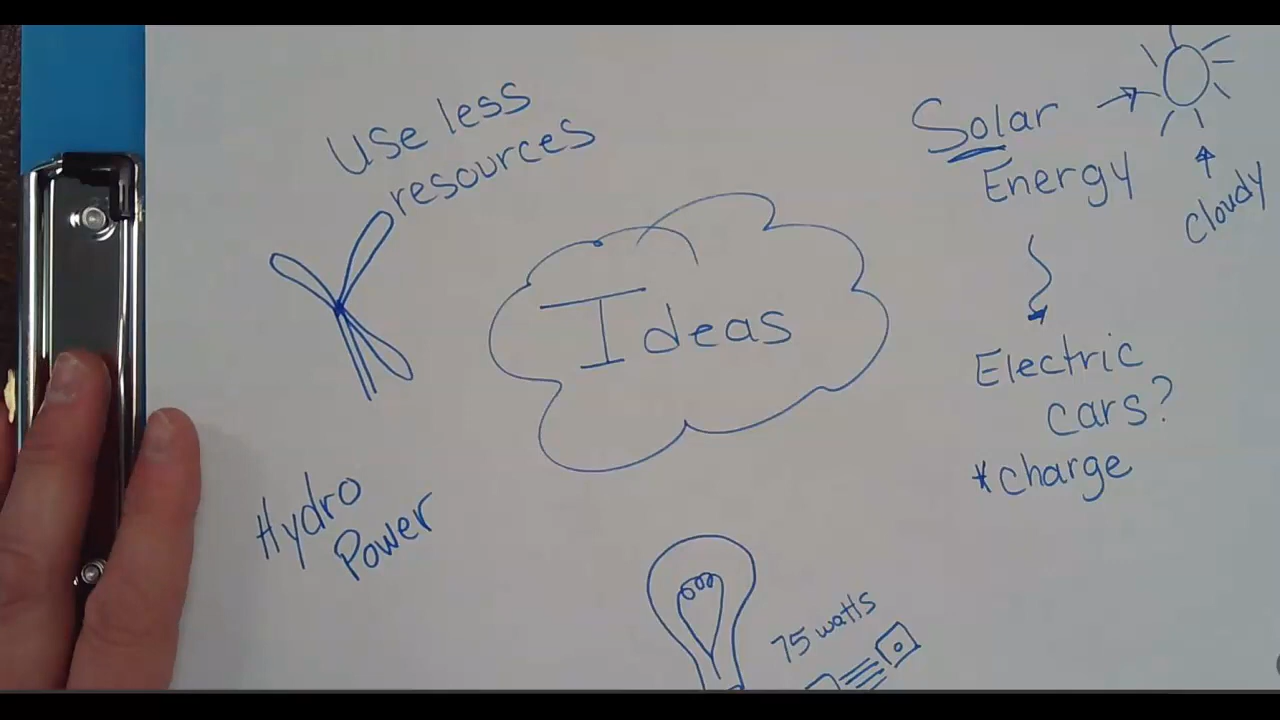 Use less
resources
Ideas
Solar
Energy
cloudy
Electric
cars?
*charge
Hydro
Power
75 watts